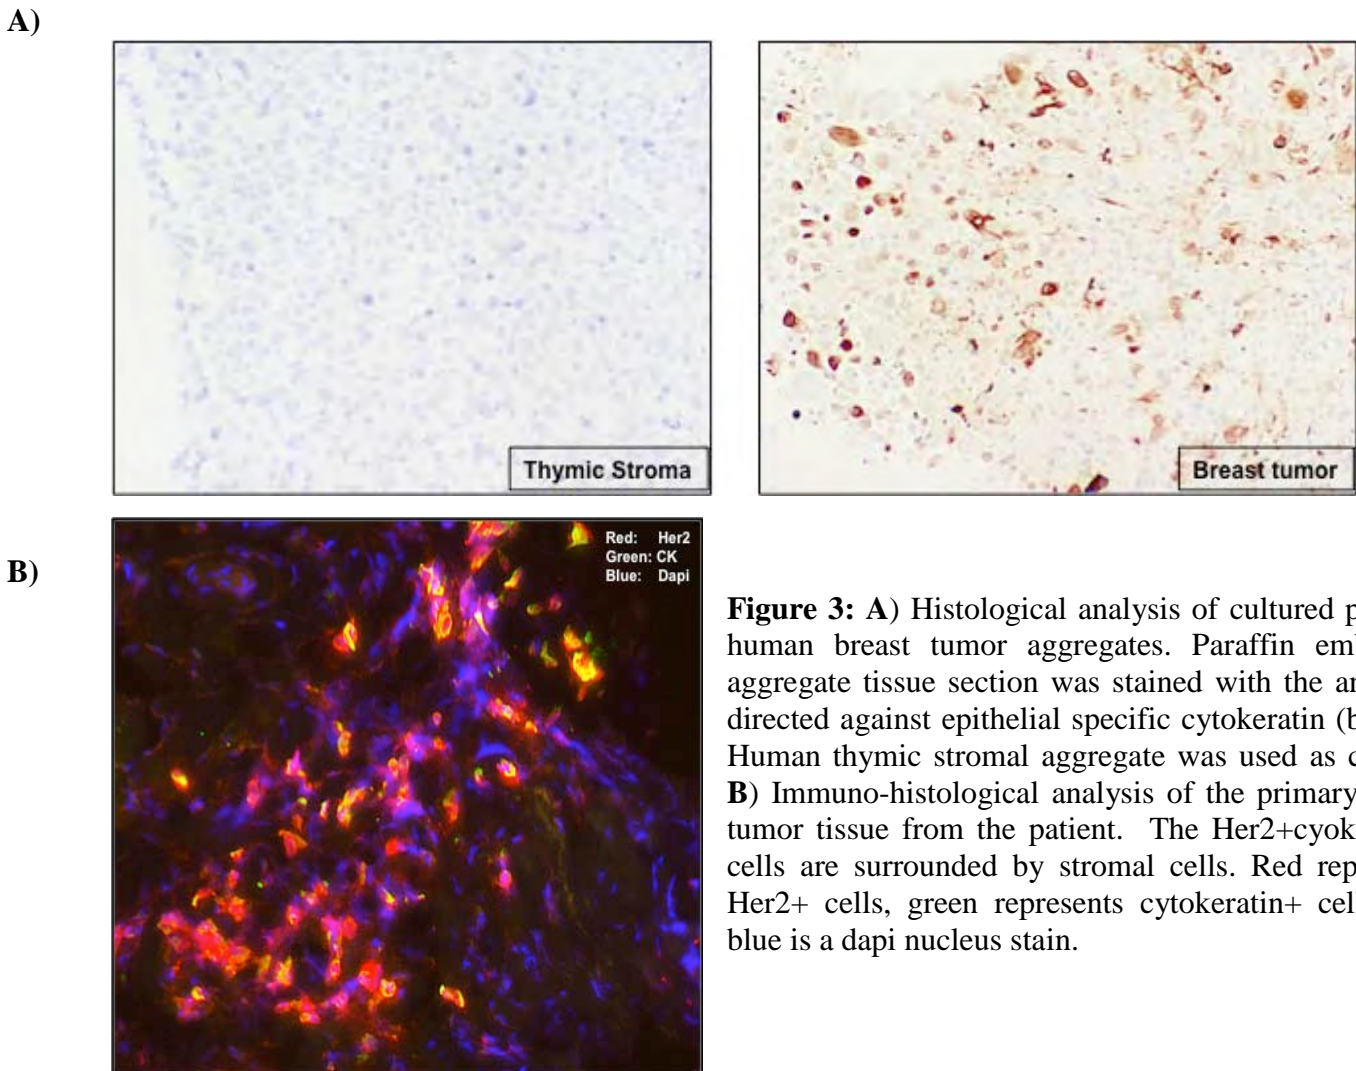 A)
Thymic Stroma
Breast tumor
B)
Red: Her2
Green: CK
Blue: Dapi
Figure 3: A) Histological analysis of cultured
human breast tumor aggregates. Paraffin
aggregate tissue section was stained with the
directed against epithelial specific cytokeratin
Human thymic stromal aggregate was used as
B) Immuno-histological analysis of the primary
tumor tissue from the patient. The
cells are surrounded by stromal cells. Red
Her2+ cells, green represents cytokeratin+
blue is a dapi nucleus stain.